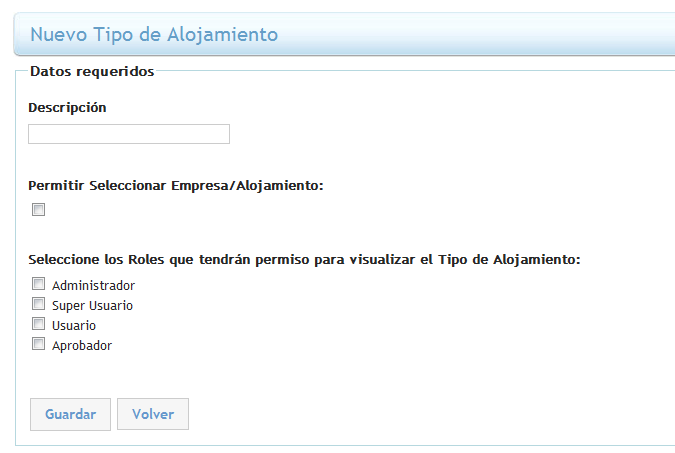 Nuevo Tipo de Alojamiento
Datos requeridos
Descripción
Permitir Seleccionar Empresa/Alojamiento:
Seleccione los Roles que tendrán permiso para visualizar el Tipo de Alojamiento:
Administrador
Super Usuario
Usuario
Aprobador
Guardar Volver